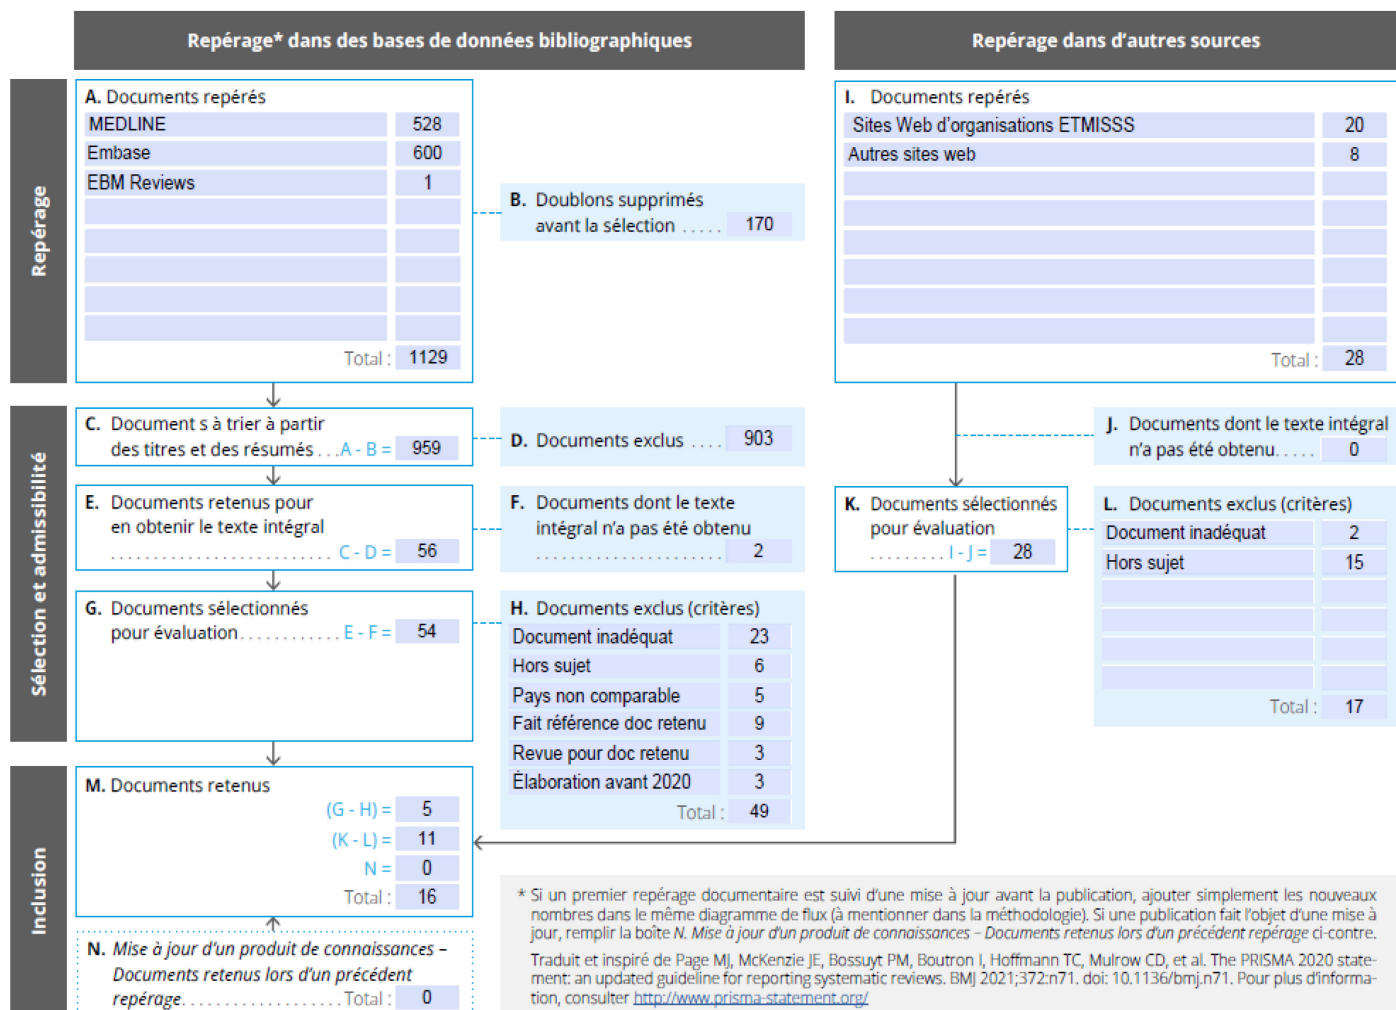 Repérage* dans des bases de données bibliographiques
Repérage dans d'autres sources
Repérage
A. Documents repérés
MEDLINE 528
Embase 600
EBM Reviews 1
Total : 1129
B. Doublons supprimés
avant la sélection ..... 170
I. Documents repérés
Sites Web d'organisations ETMISSS 20
Autres sites web 8
Total : 28
Sélection et admissibilité
C. Document s à trier à partir
des titres et des résumés ...A - B = 959
D. Documents exclus .... 903
E. Documents retenus pour
en obtenir le texte intégral
.......................... C - D = 56
F. Documents dont le texte
intégral n'a pas été obtenu
...................... 2
G. Documents sélectionnés
pour évaluation............ E - F = 54
H. Documents exclus (critères)
Document inadéquat 23
Hors sujet 6
Pays non comparable 5
Fait référence doc retenu 9
Revue pour doc retenu 3
Élaboration avant 2020 3
Total : 49
J. Documents dont le texte intégral
n'a pas été obtenu..... 0
K. Documents sélectionnés
pour évaluation
......... I - J = 28
L. Documents exclus (critères)
Document inadéquat 2
Hors sujet 15
Total : 17
Inclusion
M. Documents retenus
(G - H) = 5
(K - L) = 11
N = 0
Total : 16
N. Mise à jour d'un produit de connaissances –
Documents retenus lors d'un précédent
repérage................... Total : 0
* Si un premier repérage documentaire est suivi d'une mise à jour avant la publication, ajouter simplement les nouveaux
nombres dans le même diagramme de flux (à mentionner dans la méthodologie). Si une publication fait l'objet d'une mise à
jour, remplir la boîte N. Mise à jour d'un produit de connaissances – Documents retenus lors d'un précédent repérage ci-contre.
Traduit et inspiré de Page MJ, McKenzie JE, Bossuyt PM, Boutron I, Hoffmann TC, Mulrow CD, et al. The PRISMA 2020 state-
ment: an updated guideline for reporting systematic reviews. BMJ 2021;372:n71. doi: 10.1136/bmj.n71. Pour plus d'informa-
tion, consulter http://www.prisma-statement.org/